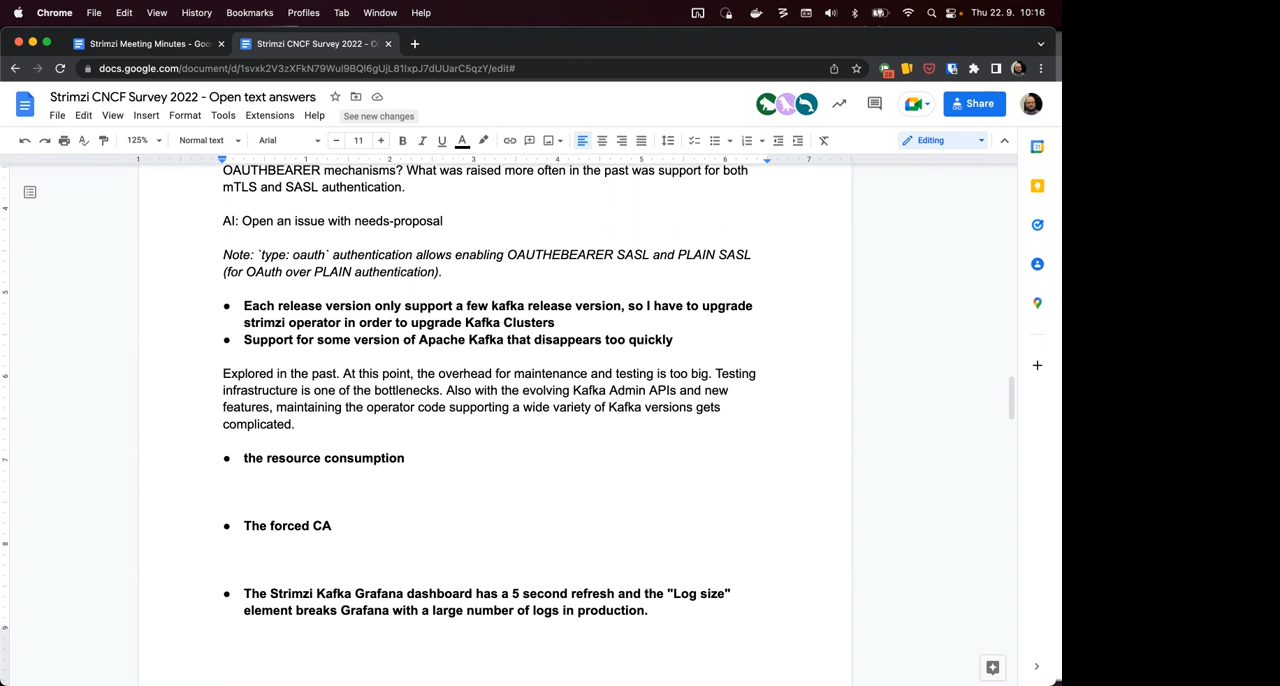 Chrome File Edit View History Bookmarks Profiles Tab Window Help Thu 22. 9. 10:16
Strimzi Meeting Minutes - Goo Strimzi CNCF Survey 2022 - O
docs.google.com/document/d/1svxk2V3zXFkN79Wul9BQl6gUjL81IxpJ7dUUarC5qzY/edit#
28
Strimzi CNCF Survey 2022 - Open text answers
File Edit View Insert Format Tools Extensions Help See new changes
Share
125% Normal text Arial 11 B I U A Editing
1 1 2 3 4 5 6 7
OAUTHBEARER mechanisms? What was raised more often in the past was support for both
mTLS and SASL authentication.
AI: Open an issue with needs-proposal
Note: `type: oauth` authentication allows enabling OAUTHEBEARER SASL and PLAIN SASL
(for OAuth over PLAIN authentication).
● Each release version only support a few kafka release version, so I have to upgrade
strimzi operator in order to upgrade Kafka Clusters
● Support for some version of Apache Kafka that disappears too quickly
Explored in the past. At this point, the overhead for maintenance and testing is too big. Testing
infrastructure is one of the bottlenecks. Also with the evolving Kafka Admin APIs and new
features, maintaining the operator code supporting a wide variety of Kafka versions gets
complicated.
● the resource consumption
● The forced CA
● The Strimzi Kafka Grafana dashboard has a 5 second refresh and the "Log size"
element breaks Grafana with a large number of logs in production.